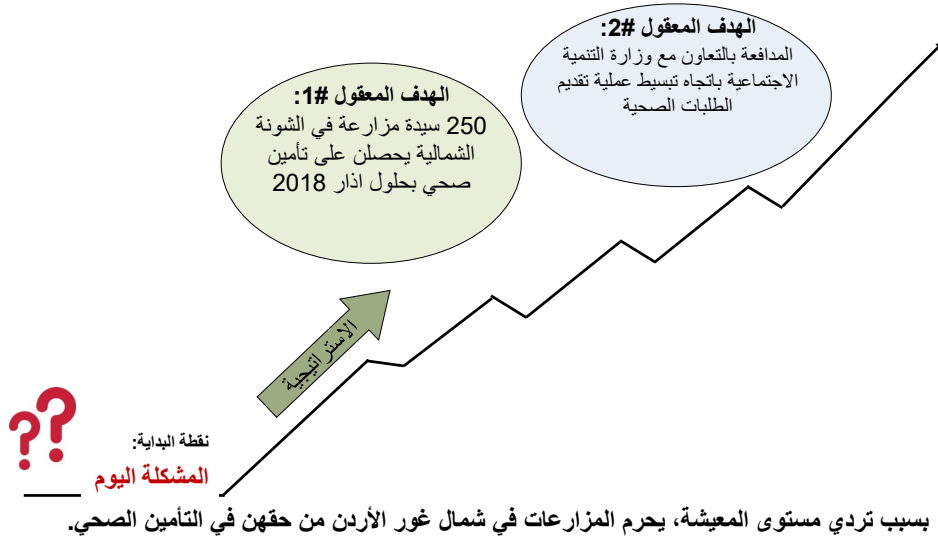 الهدف المعقول #2:
المدافعة بالتعاون مع وزارة التنمية
الاجتماعية باتجاه تبسيط عملية تقديم
الطلبات الصحية
الهدف المعقول #1:
250 سيدة مزارعة في الشونة
الشمالية يحصلن على تأمين
صحي بحلول اذار 2018
الاستراتيجية
??
نقطة البداية:
المشكلة اليوم
بسبب تردي مستوى المعيشة، يحرم المزارعات في شمال غور الأردن من حقهن في التأمين الصحي.